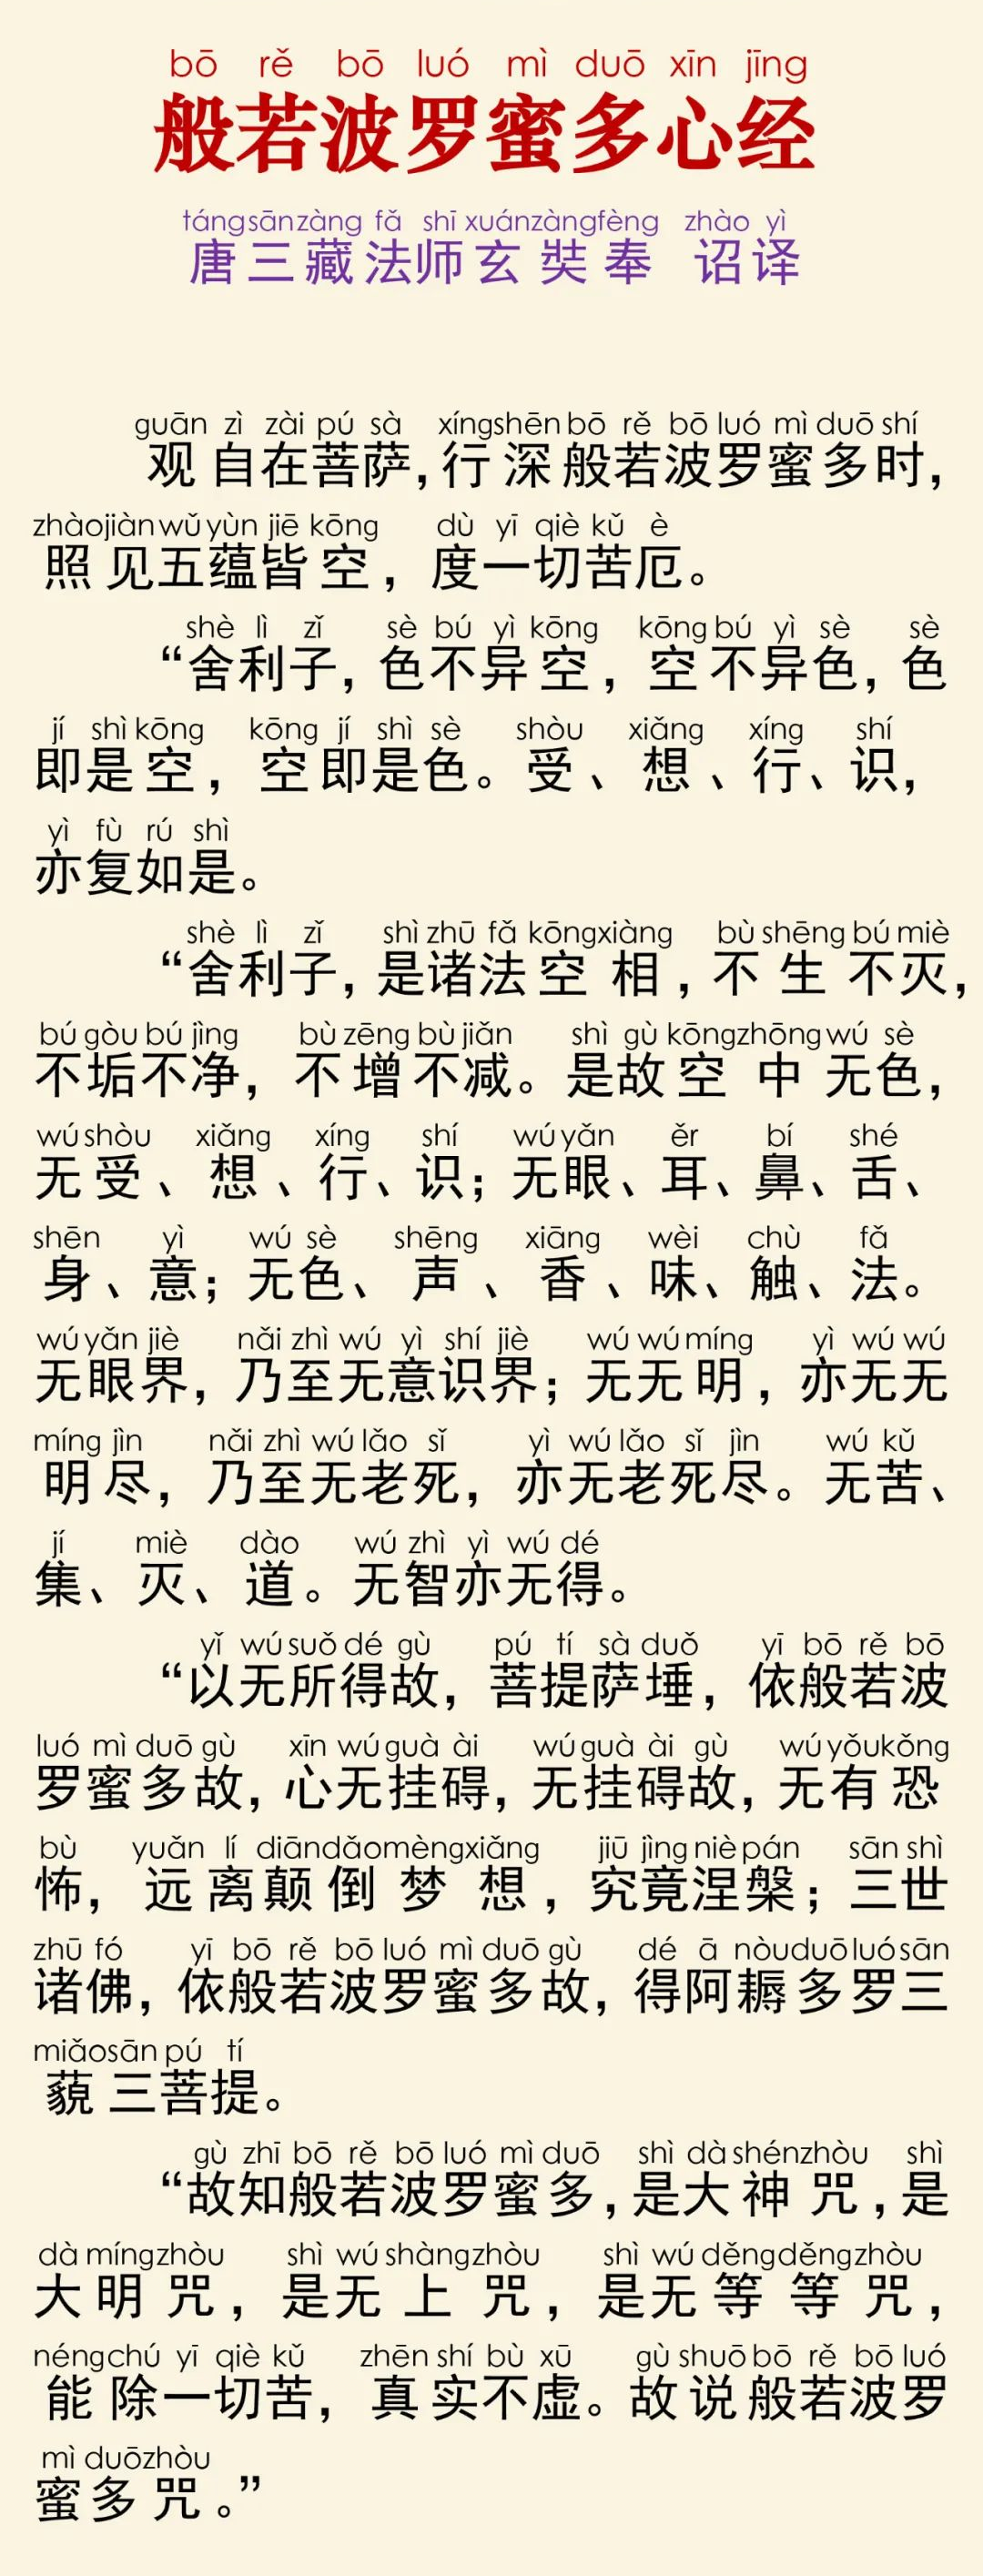 bō rě bō luó mì duō xīn jīng
般若波罗蜜多心经
táng sān zàng fǎ shī xuán zàng fèng zhào yì
唐三藏法师玄奘奉 诏译
guān zì zài pú sà xíng shēn bō rě bō luó mì duō shí
观自在菩萨，行深般若波罗蜜多时，
zhào jiàn wǔ yùn jiē kōng dù yī qiè kǔ è
照见五蕴皆空，度一切苦厄。
shè lì zǐ sè bú yì kōng kōng bú yì sè sè
“舍利子，色不异空，空不异色，色
jí shì kōng kōng jí shì sè shòu xiǎng xíng shí
即是空，空即是色。受、想、行、识，
yì fù rú shì
亦复如是。
shè lì zǐ shì zhū fǎ kōng xiàng bù shēng bú miè
“舍利子，是诸法空相，不生不灭，
bú gòu bú jìng bù zēng bù jiǎn shì gù kōng zhōng wú sè
不垢不净，不增不减。是故空中无色，
wú shòu xiǎng xíng shí wú yǎn ěr bí shé
无受、想、行、识；无眼、耳、鼻、舌、
shēn yì wú sè shēng xiāng wèi chù fǎ
身、意；无色、声、香、味、触、法。
wú yǎn jiè nǎi zhì wú yì shí jiè wú wú míng yì wú wú
无眼界，乃至无意识界；无无明，亦无无
míng jìn nǎi zhì wú lǎo sǐ yì wú lǎo sǐ jìn wú kǔ
明尽，乃至无老死，亦无老死尽。无苦、
jí miè dào wú zhì yì wú dé
集、灭、道。无智亦无得。
yǐ wú suǒ dé gù pú tí sà duǒ yī bō rě bō
“以无所得故，菩提萨埵，依般若波
luó mì duō gù xīn wú guà ài wú guà ài gù wú yǒu kǒng
罗蜜多故，心无挂碍，无挂碍故，无有恐
bù yuǎn lí diān dǎo mèng xiǎng jiū jìng niè pán sān shì
怖，远离颠倒梦想，究竟涅槃；三世
zhū fó yī bō rě bō luó mì duō gù dé ā nòu duō luó sān
诸佛，依般若波罗蜜多故，得阿耨多罗三
miǎo sān pú tí
藐三菩提。
gù zhī bō rě bō luó mì duō shì dà shén zhòu shì
“故知般若波罗蜜多，是大神咒，是
dà míng zhòu shì wú shàng zhòu shì wú děng děng zhòu
大明咒，是无上咒，是无等等咒，
néng chú yī qiè kǔ zhēn shí bù xū gù shuō bō rě bō luó
能除一切苦，真实不虚。故说般若波罗
mì duō zhòu
蜜多咒。”